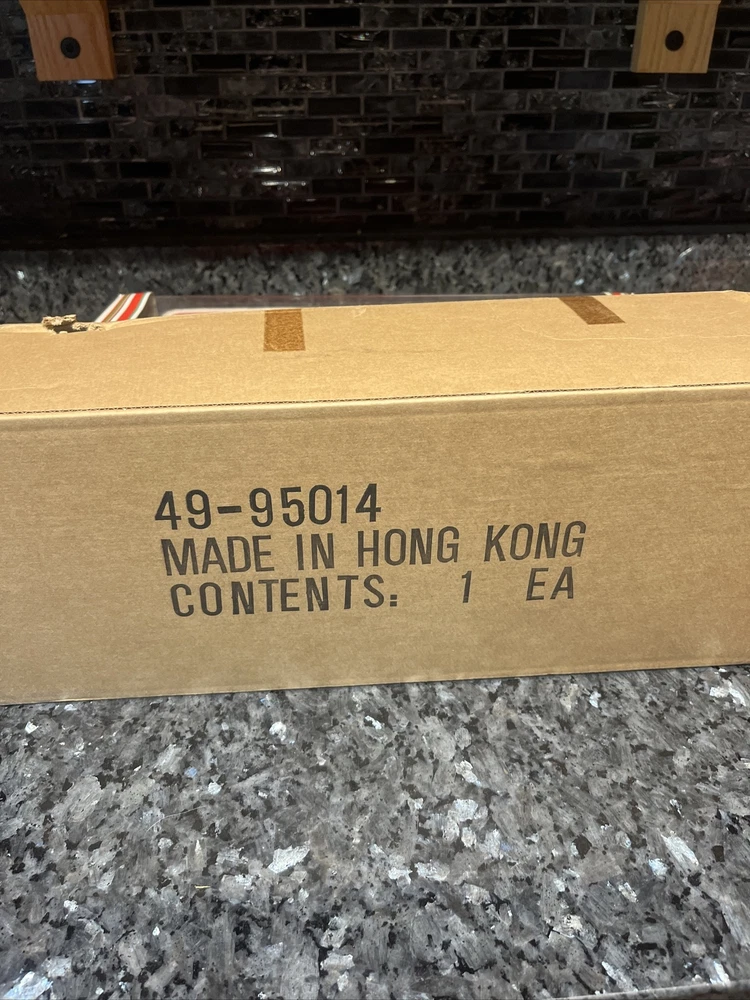 49-95014
MADE IN HONG KONG
CONTENTS: 1 EA